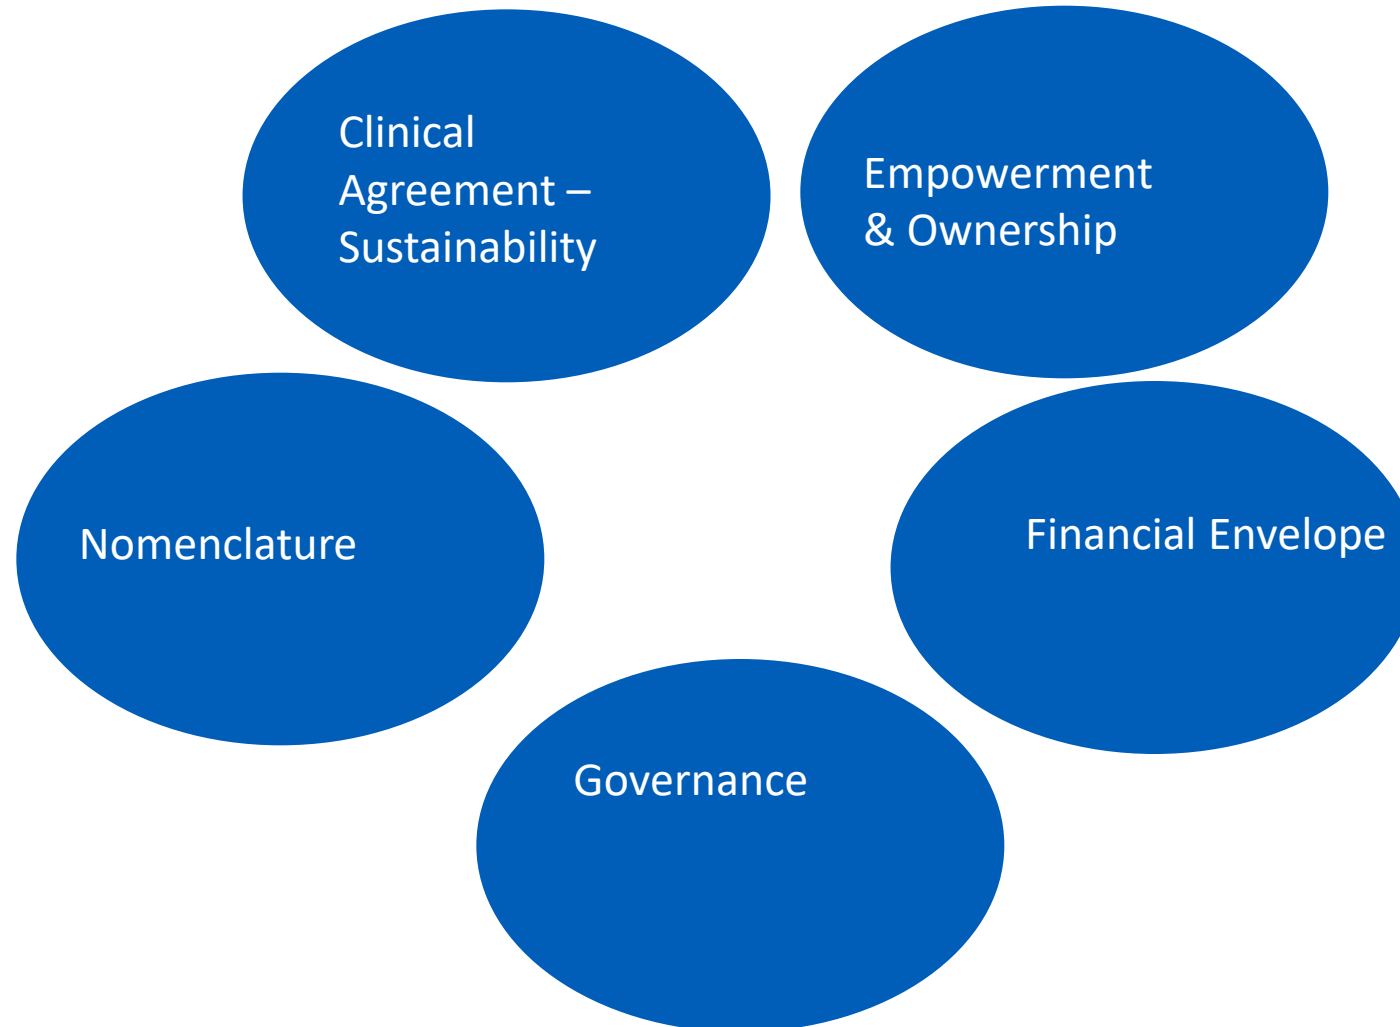 Clinical
Agreement –
Sustainability
Empowerment
& Ownership
Nomenclature
Financial Envelope
Governance